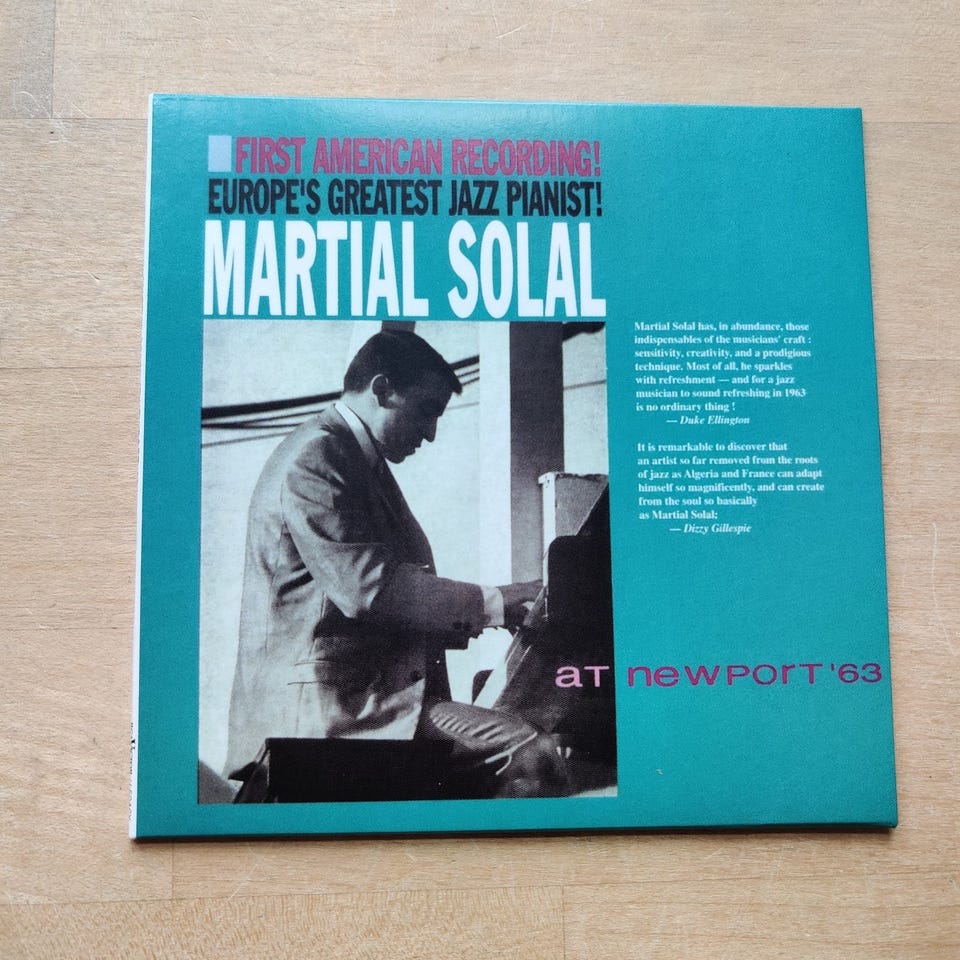 FIRST AMERICAN RECORDING!
EUROPE'S GREATEST JAZZ PIANIST!
MARTIAL SOLAL
Martial Solal has, in abundance, those
indispensables of the musicians' craft :
sensitivity, creativity, and a prodigious
technique. Most of all, he sparkles
with refreshment — and for a jazz
musician to sound refreshing in 1963
is no ordinary thing !
— Duke Ellington
It is remarkable to discover that
an artist so far removed from the roots
of jazz as Algeria and France can adapt
himself so magnificently, and can create
from the soul so basically
as Martial Solal;
— Dizzy Gillespie
aT newPorT '63